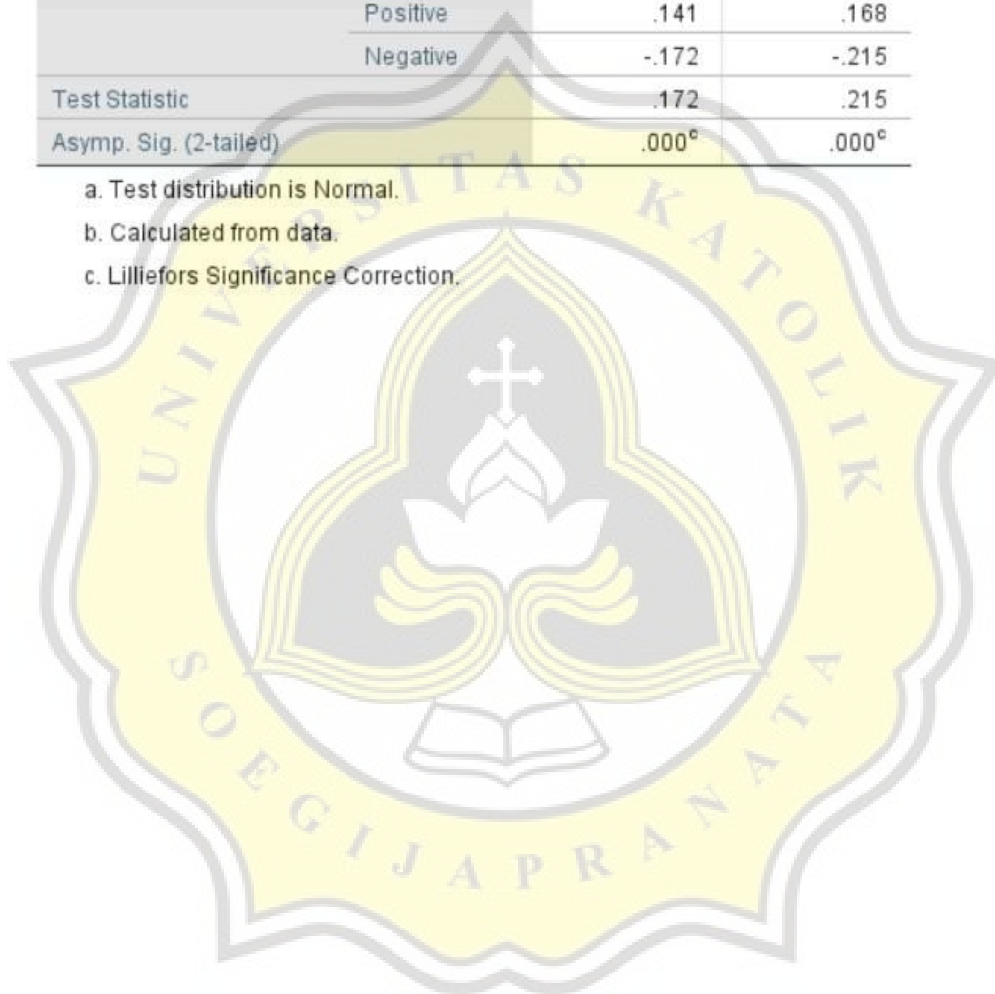 Positive .141 .168
Negative -.172 -.215
Test Statistic .172 .215
Asymp. Sig. (2-tailed) .000c .000c
a. Test distribution is Normal.
b. Calculated from data.
c. Lilliefors Significance Correction.
UNIVERSITAS KATOLIK
SOEGIJAPRANATA